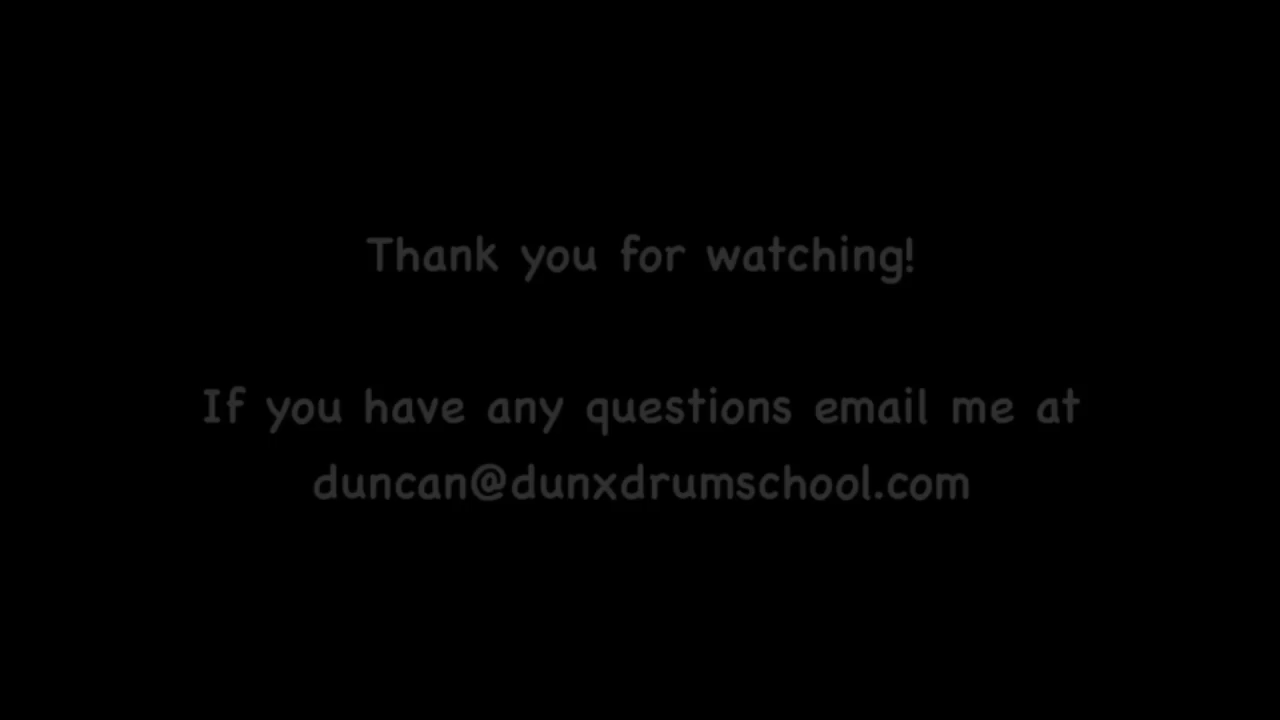 Thank you for watching!
If you have any questions email me at
duncan@dunxdrumschool.com